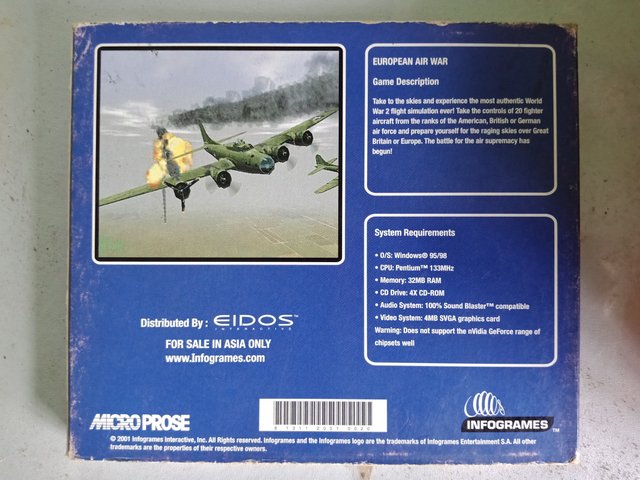 EUROPEAN AIR WAR
Game Description
Take to the skies and experience the most authentic World
War 2 flight simulation ever! Take the controls of 20 fighter
aircraft from the ranks of the American, British or German
air force and prepare yourself for the raging skies over Great
Britain or Europe. The battle for the air supremacy has
begun!
System Requirements
• O/S: Windows® 95/98
• CPU: Pentium™ 133MHz
• Memory: 32MB RAM
• CD Drive: 4X CD-ROM
• Audio System: 100% Sound Blaster™ compatible
• Video System: 4MB SVGA graphics card
Warning: Does not support the nVidia GeForce range of
chipsets well
Distributed By : EIDOS™
INTERACTIVE
FOR SALE IN ASIA ONLY
www.Infogrames.com
MICROPROSE
INFOGRAMES™
© 2001 Infogrames Interactive, Inc. All Rights reserved. Infogrames and the Infogrames logo are the trademarks of Infogrames Entertainment S.A. All other
trademarks are the properties of their respective owners.